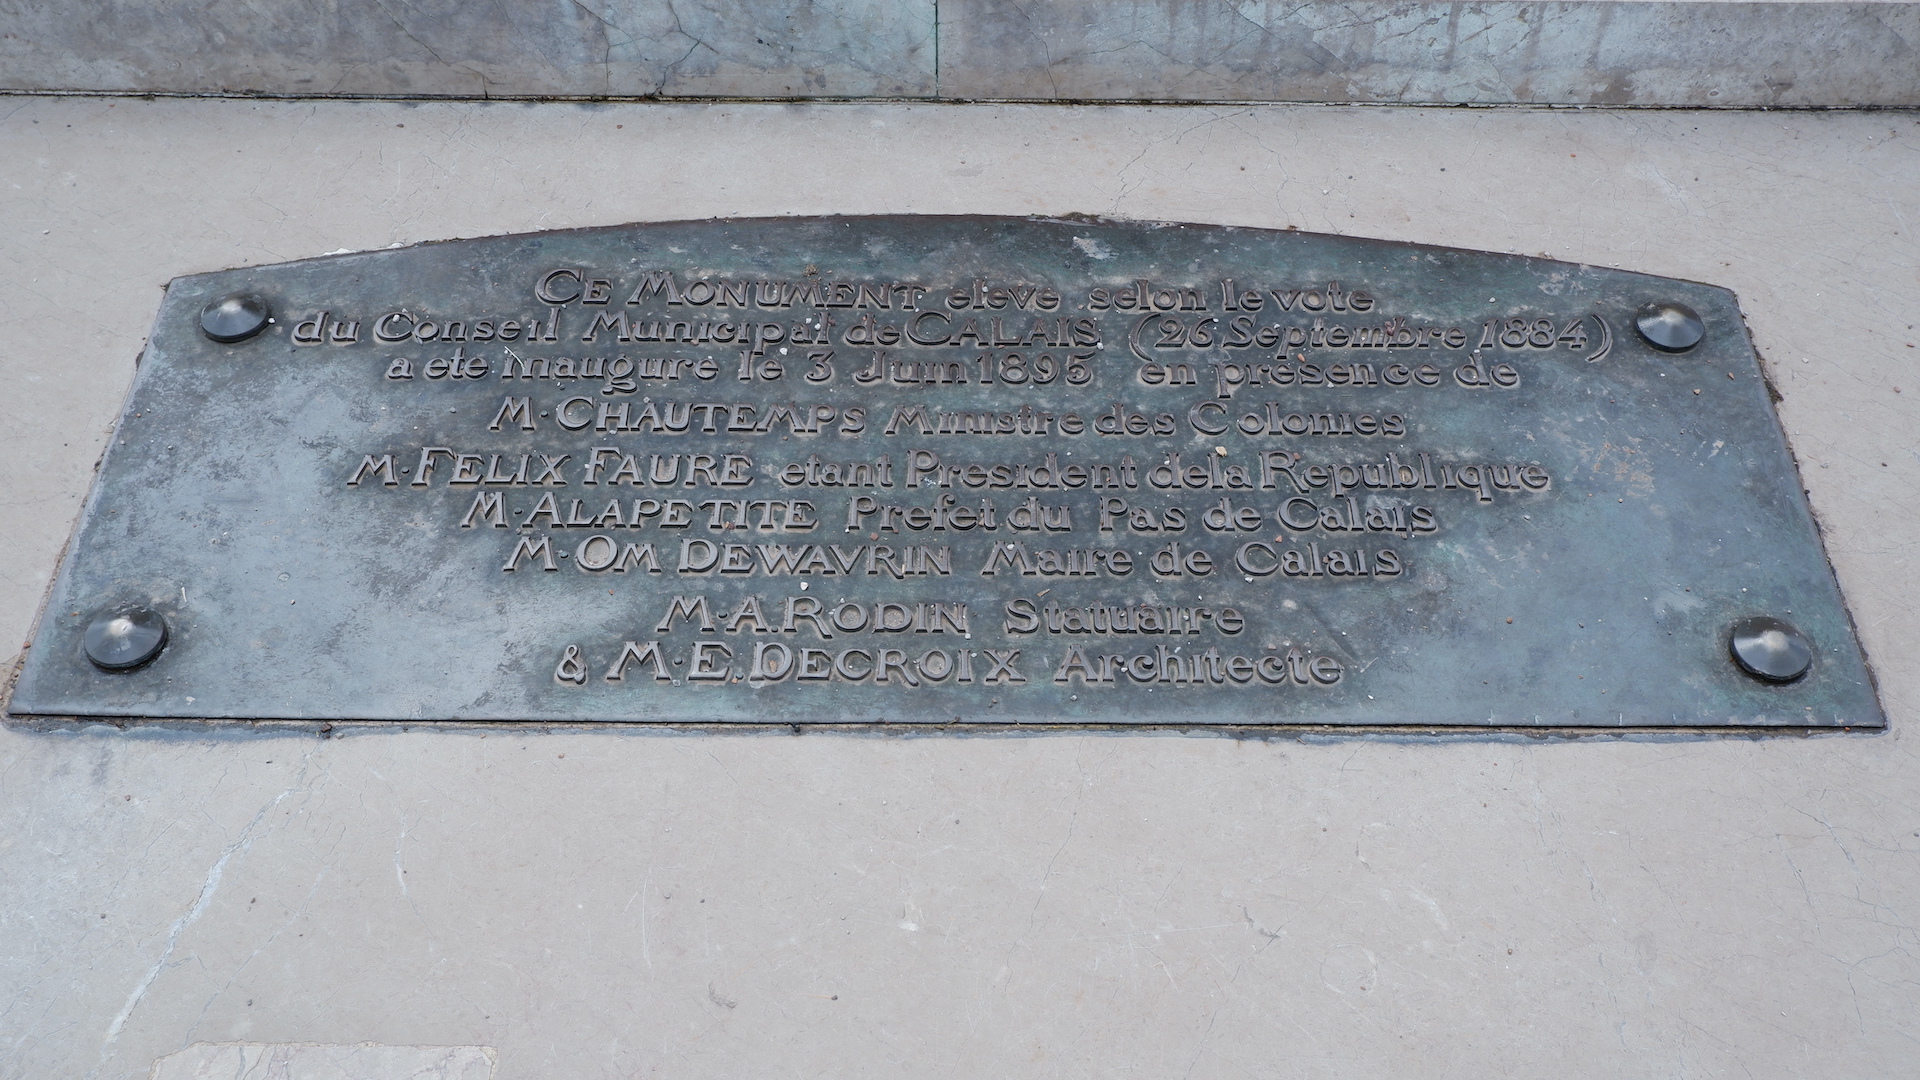 CE MONUMENT eleve selon le vote
du Conseil Municipal de CALAIS (26 Septembre 1884)
a ete inaugure le 3 Juin 1895 en presence de
M. CHAUTEMPS Ministre des Colonies
M. FELIX FAURE etant President de la Republique
M. ALAPETITE Prefet du Pas de Calais
M. OM DEWAVRIN Maire de Calais
M. A. RODIN Statuaire
& M. E. DECROIX Architecte